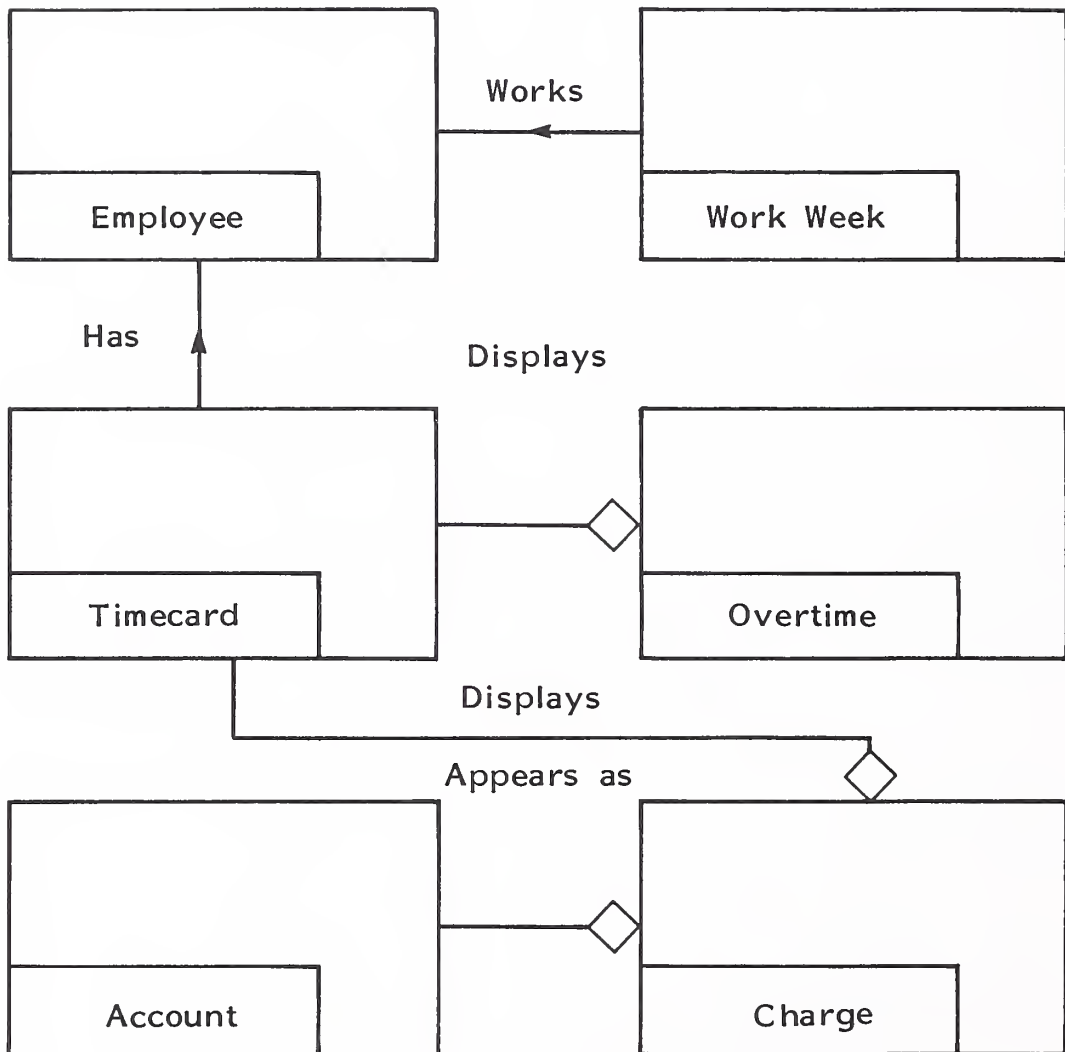 Works
Employee
Work Week
Has
Displays
Timecard
Overtime
Displays
Appears as
Account
Charge